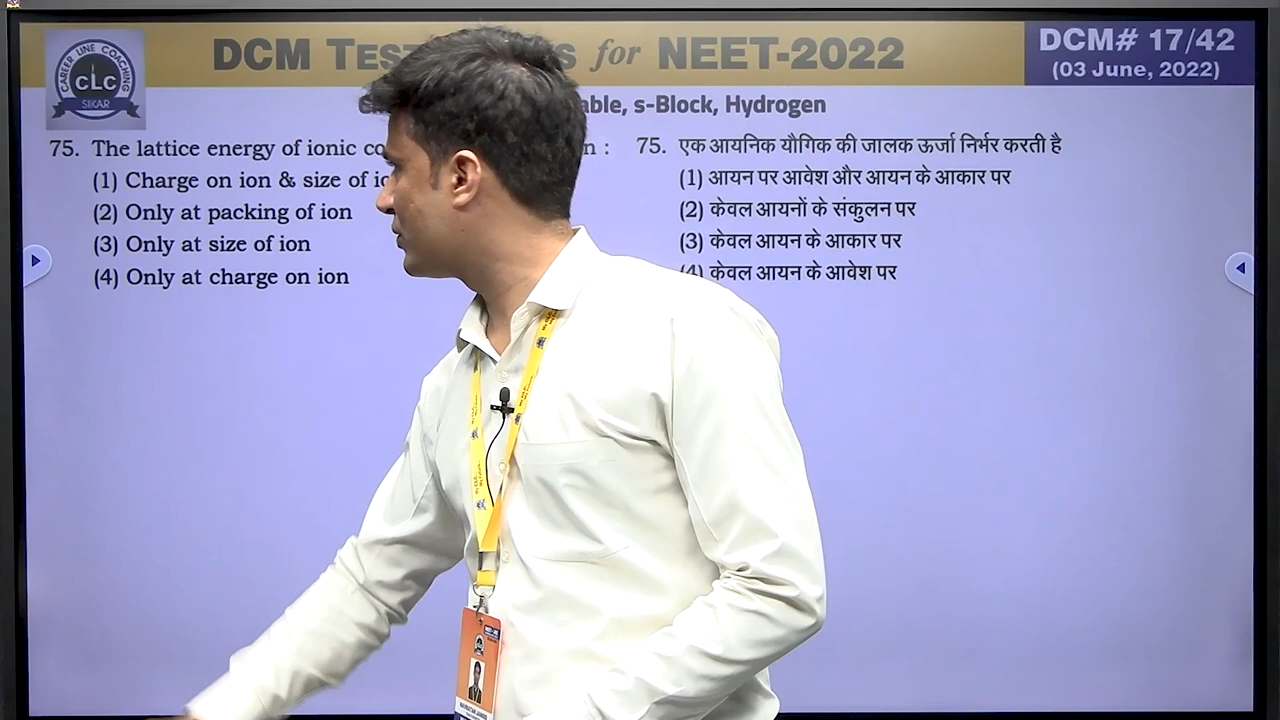 CAREER LINE COACHING
CLC
SIKAR
DCM for NEET-2022
DCM# 17/42
(03 June, 2022)
s-Block, Hydrogen
75. The lattice energy of ionic :
(1) Charge on ion & size of
(2) Only at packing of ion
(3) Only at size of ion
(4) Only at charge on ion
75. एक आयनिक यौगिक की जालक ऊर्जा निर्भर करती है
(1) आयन पर आवेश और आयन के आकार पर
(2) केवल आयनों के संकुलन पर
(3) केवल आयन के आकार पर
(4) केवल आयन के आवेश पर